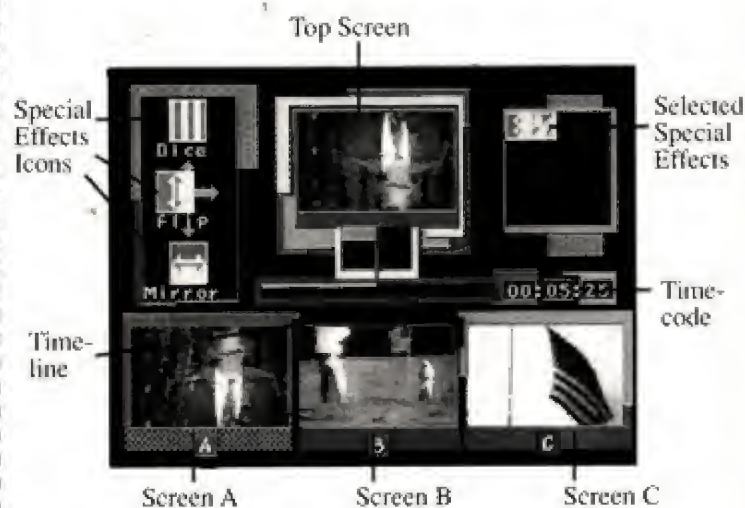 Top Screen
Special
Effects
Icons
Selected
Special
Effects
Dice
Flip
Mirror
00:05:25
Time-
code
Time-
line
A
B
C
Screen A
Screen B
Screen C